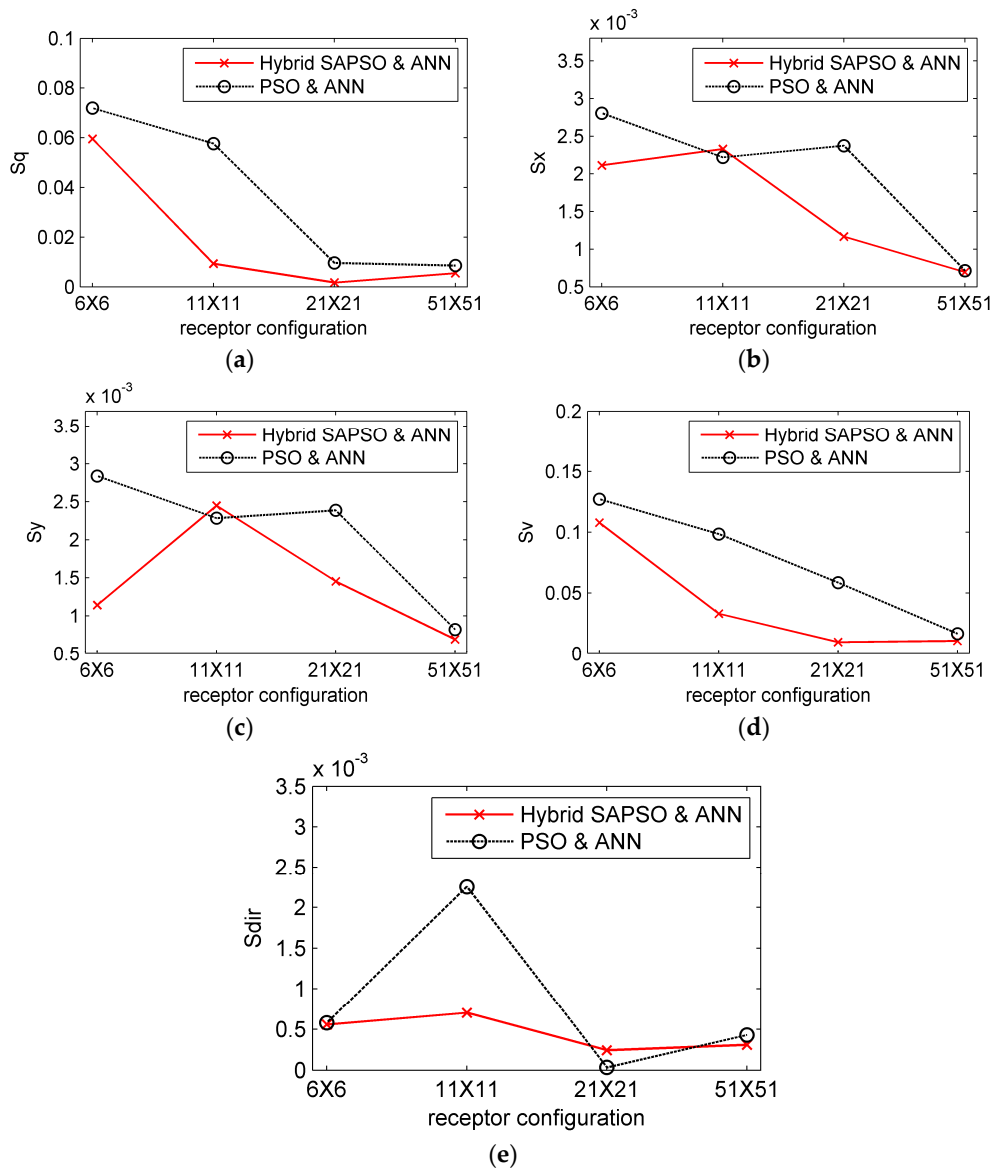 0.1
0.08
0.06
0.04
0.02
0
Sq
Hybrid SAPSO & ANN
PSO & ANN
6X6 11X11 21X21 51X51
receptor configuration
(a)
x 10-3
3.5
3
2.5
2
1.5
1
0.5
Sx
Hybrid SAPSO & ANN
PSO & ANN
6X6 11X11 21X21 51X51
receptor configuration
(b)
x 10-3
3.5
3
2.5
2
1.5
1
0.5
Sy
Hybrid SAPSO & ANN
PSO & ANN
6X6 11X11 21X21 51X51
receptor configuration
(c)
0.2
0.15
0.1
0.05
0
Sv
Hybrid SAPSO & ANN
PSO & ANN
6X6 11X11 21X21 51X51
receptor configuration
(d)
x 10-3
3.5
3
2.5
2
1.5
1
0.5
0
Sdir
Hybrid SAPSO & ANN
PSO & ANN
6X6 11X11 21X21 51X51
receptor configuration
(e)